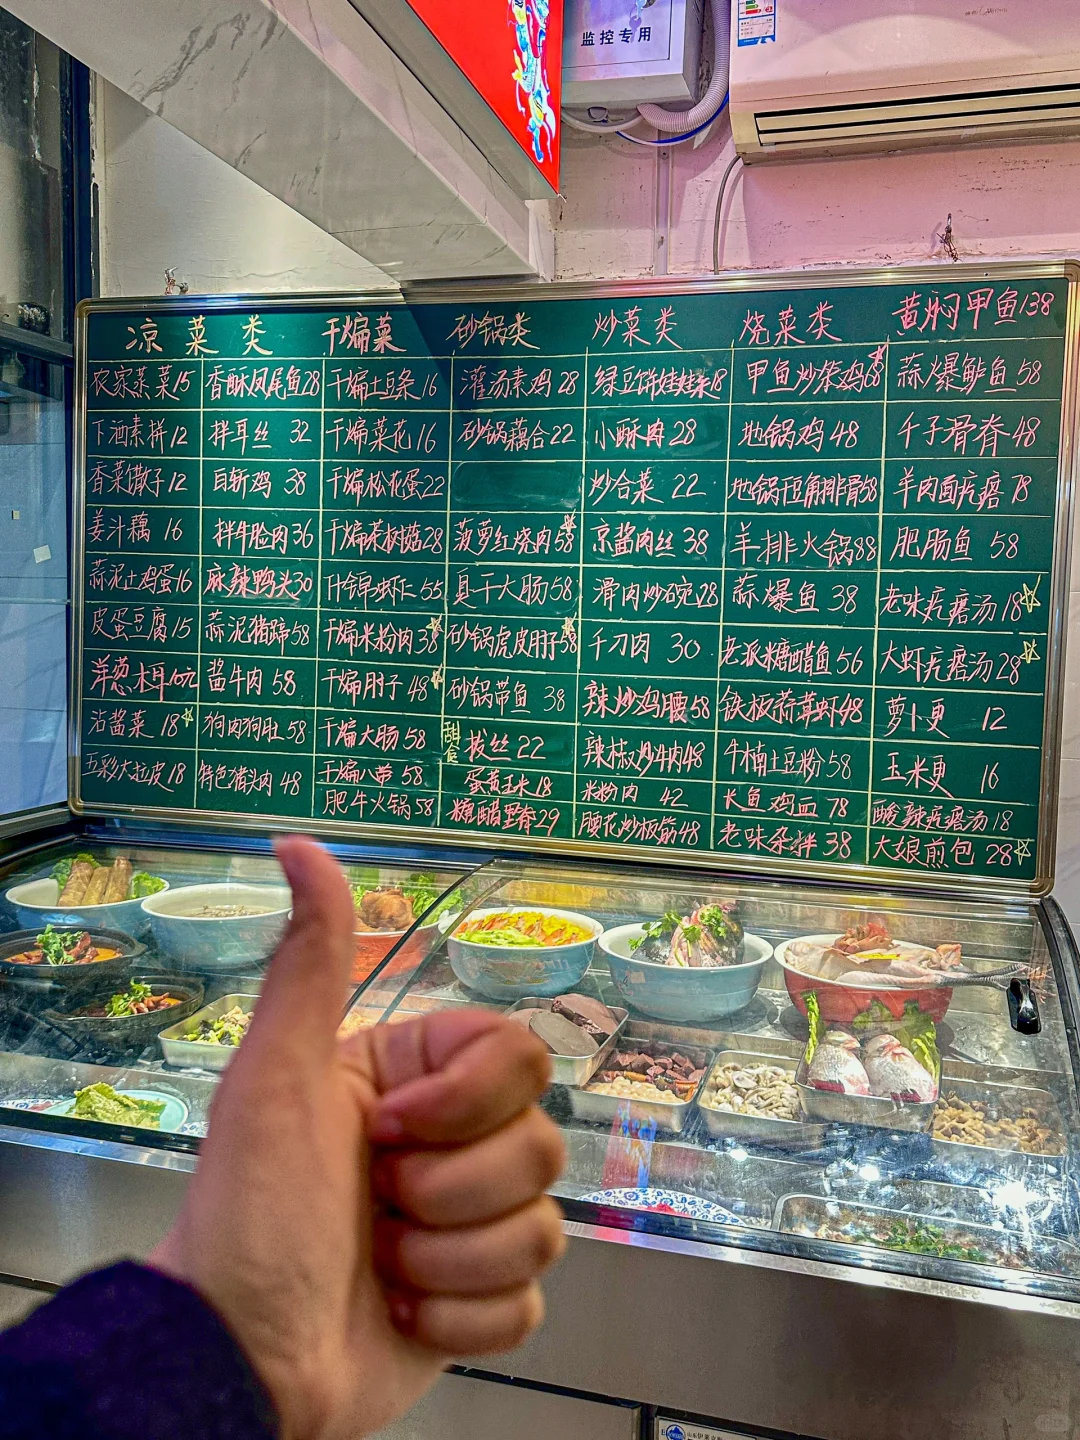 监控专用
凉菜类 干煸菜 砂锅类 炒菜类 烧菜类 黄焖甲鱼138
农家蒸菜15 香酥凤尾鱼28 干煸土豆条16 灌汤素鸡28 绿豆饼娃娃菜18 甲鱼炒柴鸡 蒜爆鲈鱼58
下酒素拼12 拌耳丝32 干煸菜花16 砂锅藕合22 小酥肉28 地锅鸡48 千子滑脊48
香菜馓子12 白斩鸡38 干煸松花蛋22 炒合菜22 地锅豆角排骨58 羊肉面疙瘩78
姜汁藕16 拌牛脸肉36 干煸茶树菇28 菠萝红烧肉58 京酱肉丝38 羊排火锅88 肥肠鱼58
蒜泥土鸡蛋16 麻辣鸭头30 什锦虾仁55 臭干大肠58 滑肉炒豌28 蒜爆鱼38 老味疙瘩汤18
皮蛋豆腐15 蒜泥猪蹄58 干煸米粉肉38 砂锅虎皮肘子58 千刀肉30 老派糖醋鱼56 大虾疙瘩汤28
洋葱木耳10元 酱牛肉58 干煸肘子48 砂锅带鱼38 辣炒鸡腰58 铁板蒜蓉虾48 萝卜更12
沾酱菜18 狗肉狗肚58 干煸大肠58 甜食 拔丝22 辣椒炒牛肉48 牛楠土豆粉58 玉米更16
五彩大拉皮18 特色猪头肉48 干煸八带58 蛋黄玉米18 米粉肉42 长鱼鸡血78 酸辣疙瘩汤18
肥牛火锅58 糖醋里脊29 腰花炒板筋48 老味杂拌38 大娘煎包28